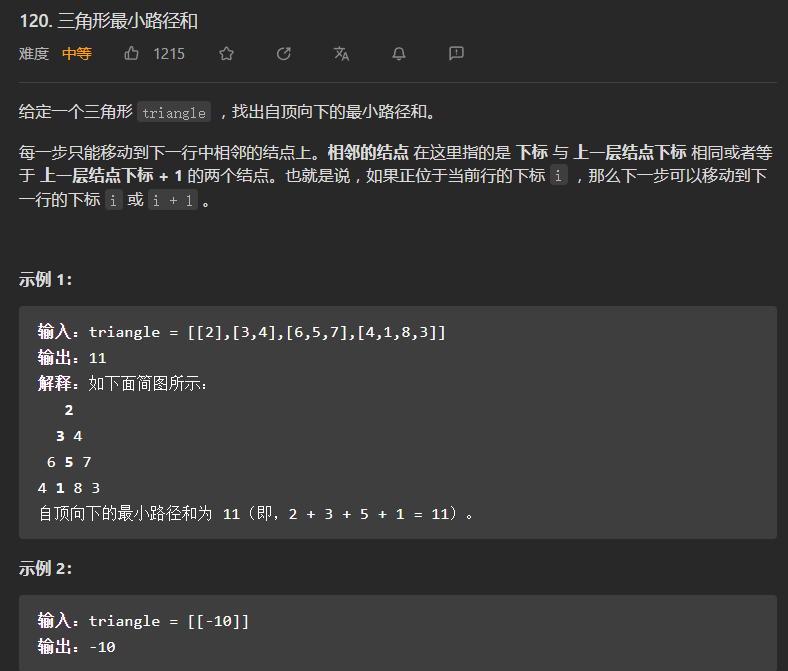 120. 三角形最小路径和
难度 中等 1215
给定一个三角形 triangle ，找出自顶向下的最小路径和。
每一步只能移动到下一行中相邻的结点上。相邻的结点 在这里指的是 下标 与 上一层结点下标 相同或者等
于 上一层结点下标 + 1 的两个结点。也就是说，如果正位于当前行的下标 i ，那么下一步可以移动到下
一行的下标 i 或 i + 1 。
示例 1：
输入：triangle = [[2],[3,4],[6,5,7],[4,1,8,3]]
输出：11
解释：如下面简图所示：
2
3 4
6 5 7
4 1 8 3
自顶向下的最小路径和为 11（即，2 + 3 + 5 + 1 = 11）。
示例 2：
输入：triangle = [[-10]]
输出：-10